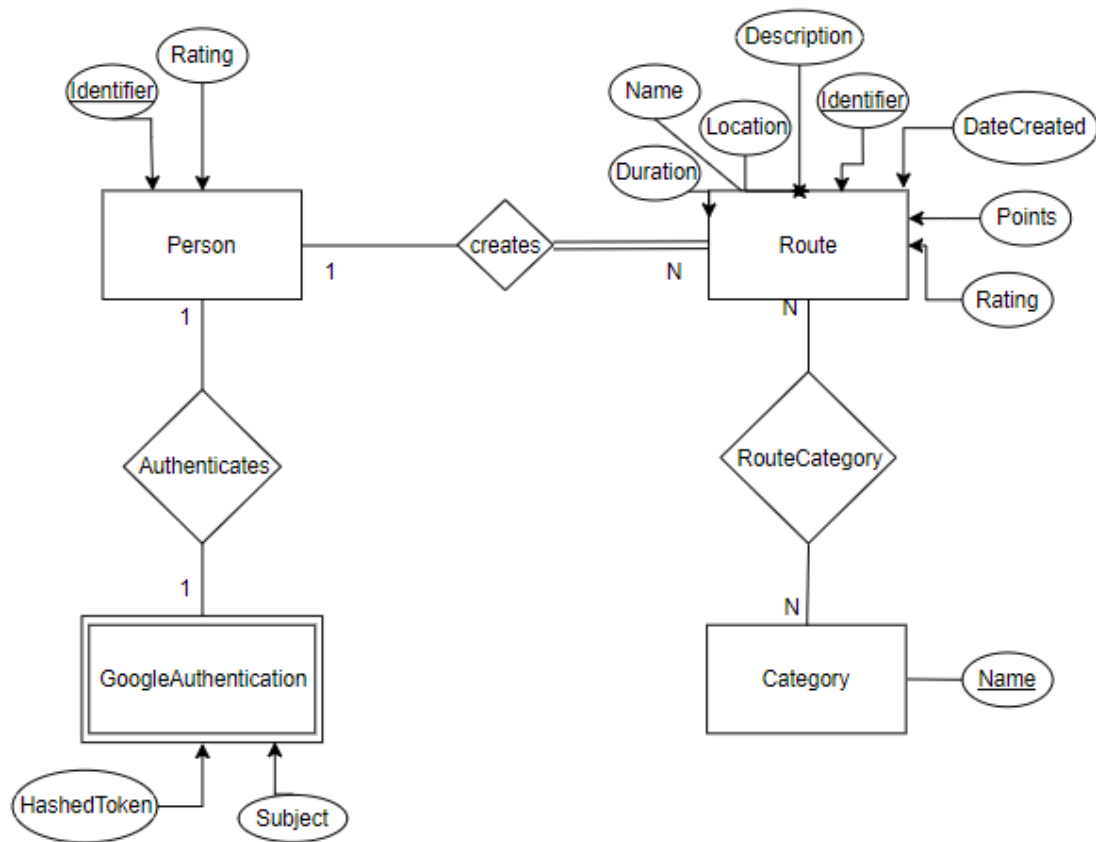 Description
Rating
Identifier
Name
Identifier
Location
DateCreated
Duration
Points
Person
creates
Route
1
N
Rating
1
N
Authenticates
RouteCategory
1
N
GoogleAuthentication
Category
Name
HashedToken
Subject